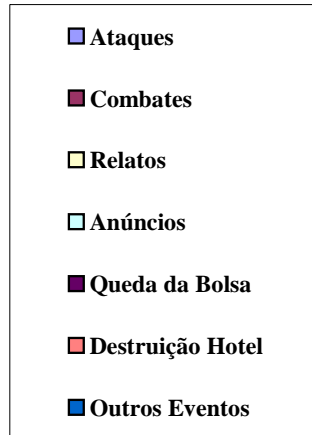 Ataques
Combates
Relatos
Anúncios
Queda da Bolsa
Destruição Hotel
Outros Eventos